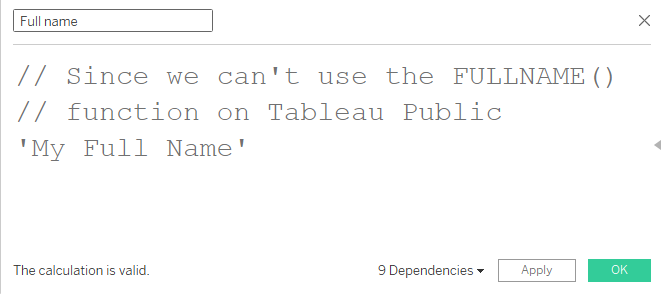 Full name
// Since we can't use the FULLNAME()
// function on Tableau Public
'My Full Name'
The calculation is valid.
9 Dependencies
Apply
OK